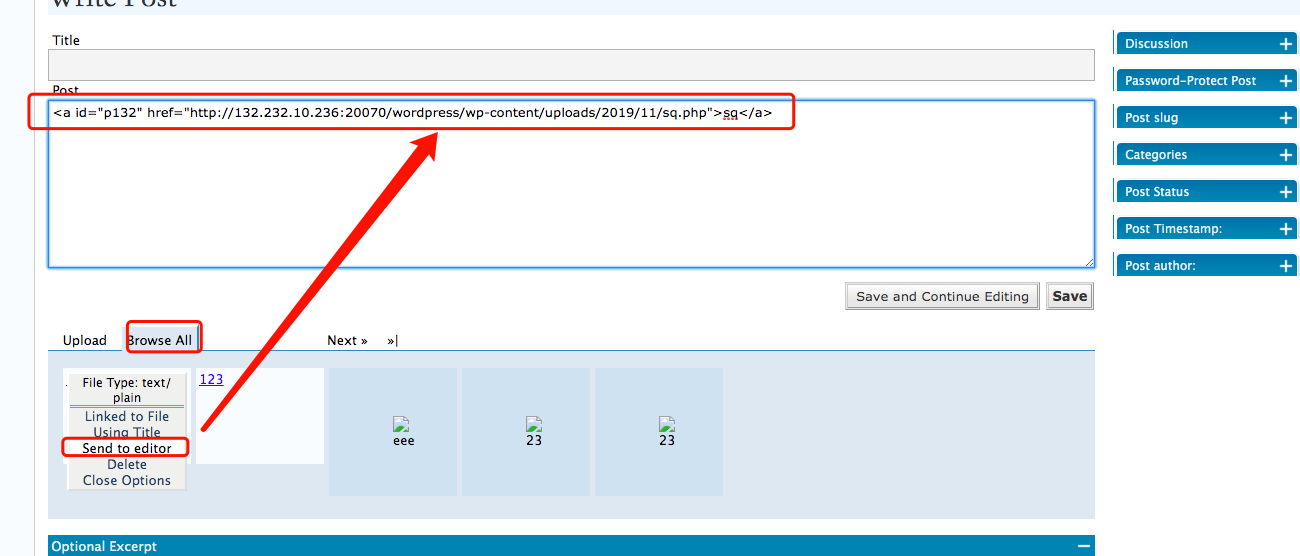 Write Post
Title
Post
<a id="p132" href="http://132.232.10.236:20070/wordpress/wp-content/uploads/2019/11/sq.php">sq</a>
Discussion
Password-Protect Post
Post slug
Categories
Post Status
Post Timestamp:
Post author:
Save and Continue Editing Save
Upload Browse All Next » »|
File Type: text/
plain
Linked to File
Using Title
Send to editor
Delete
Close Options
123
eee
23
23
Optional Excerpt